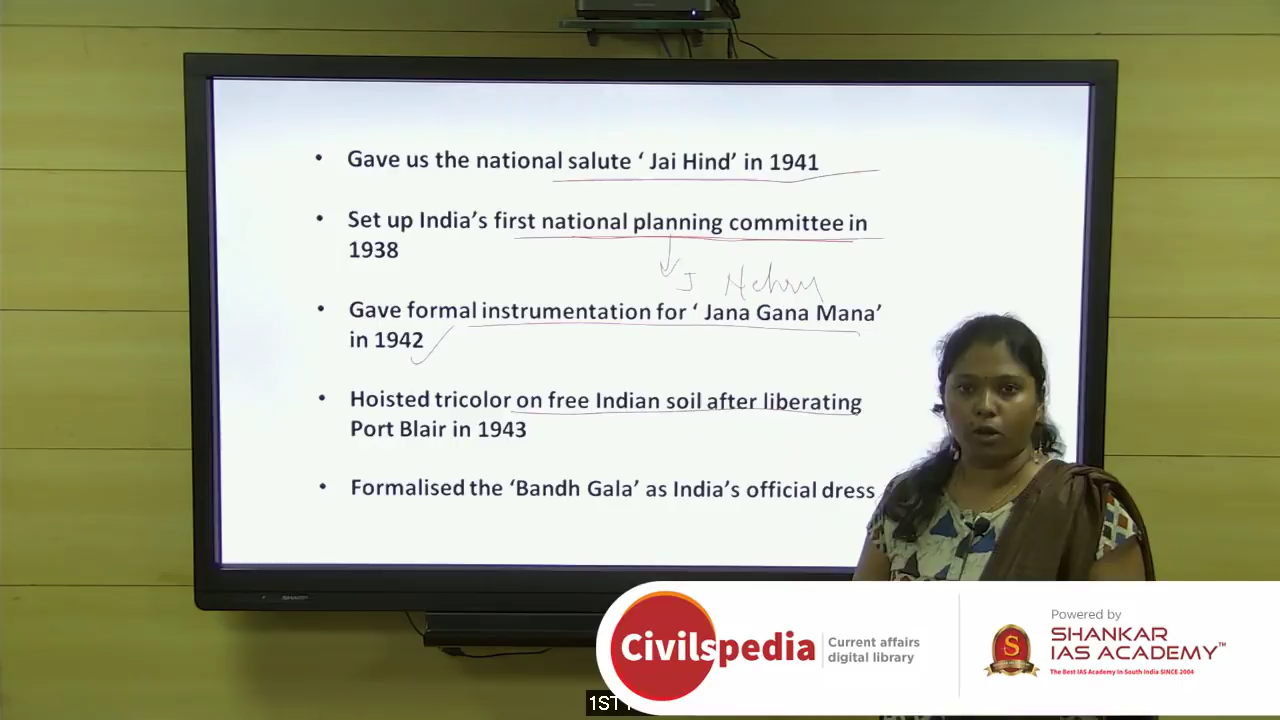 • Gave us the national salute ‘ Jai Hind’ in 1941
• Set up India’s first national planning committee in
1938
J Nehru
• Gave formal instrumentation for ‘ Jana Gana Mana’
in 1942
• Hoisted tricolor on free Indian soil after liberating
Port Blair in 1943
• Formalised the ‘Bandh Gala’ as India’s official dress
SHARP
Civilspedia
Current affairs
digital library
Powered by
S
SHANKAR
IAS ACADEMY™
The Best IAS Academy in South India SINCE 2004
1ST